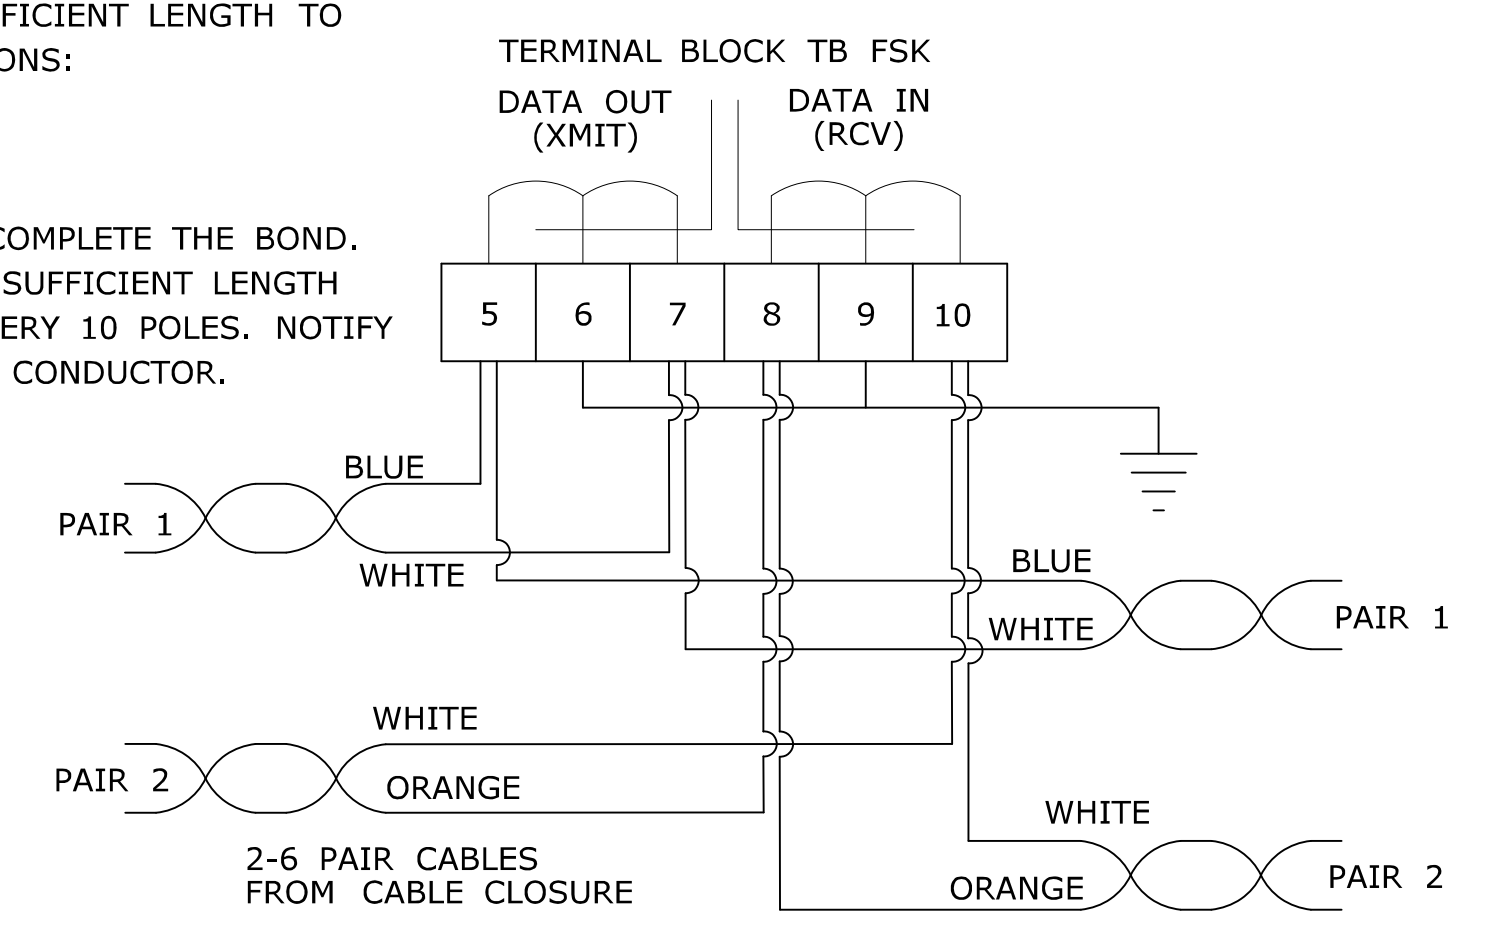 FICIENT LENGTH TO
ONS:
COMPLETE THE BOND.
SUFFICIENT LENGTH
ERY 10 POLES. NOTIFY
CONDUCTOR.
TERMINAL BLOCK TB FSK
DATA OUT
(XMIT)
DATA IN
(RCV)
5 6 7 8 9 10
BLUE
PAIR 1
WHITE
BLUE
WHITE
PAIR 1
WHITE
PAIR 2
ORANGE
WHITE
ORANGE
PAIR 2
2-6 PAIR CABLES
FROM CABLE CLOSURE